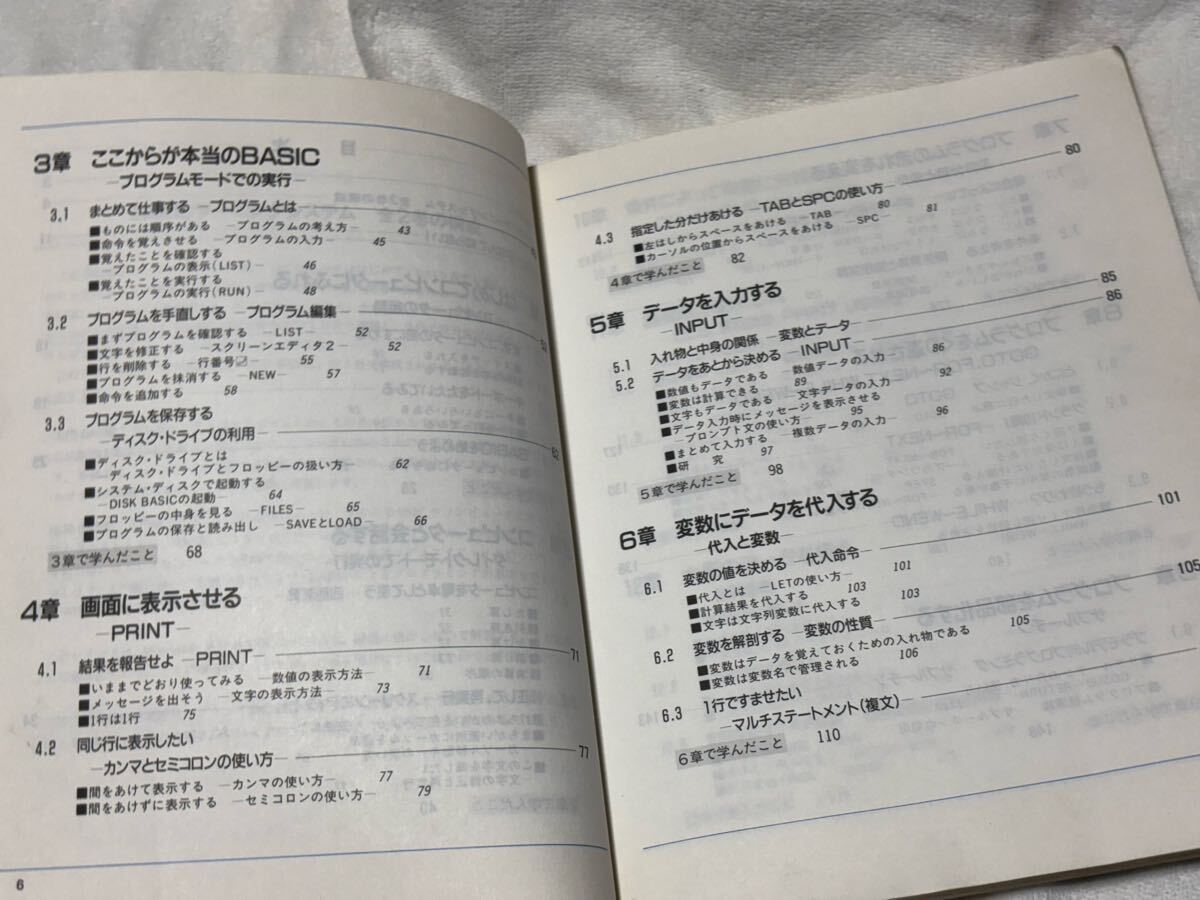 3章 ここからが本当のBASIC
—プログラムモードでの実行—
3.1 まとめて仕事する —プログラムとは
■ものには順序がある —プログラムの考え方— 43
■命令を覚えさせる —プログラムの入力— 45
■覚えたことを確認する
—プログラムの表示(LIST)— 46
■覚えたことを実行する
—プログラムの実行(RUN)— 48
3.2 プログラムを手直しする —プログラム編集—
■まずプログラムを確認する —LIST— 52
■文字を修正する —スクリーンエディタ2— 52
■行を削除する —行番号— 55
■プログラムを抹消する —NEW— 57
■命令を追加する 58
3.3 プログラムを保存する
—ディスク・ドライブの利用— 62
■ディスク・ドライブとは
—ディスク・ドライブとフロッピーの扱い方— 62
■システム・ディスクで起動する
—DISK BASICの起動— 64
■フロッピーの中身を見る —FILES— 65
■プログラムの保存と読み出し —SAVEとLOAD 66
3章で学んだこと 68
4章 画面に表示させる
—PRINT—
4.1 結果を報告せよ —PRINT— 71
■いままでどおり使ってみる —数値の表示方法— 71
■メッセージを出そう —文字の表示方法— 73
■1行は1行 75
4.2 同じ行に表示したい
—カンマとセミコロンの使い方— 77
■間をあけて表示する —カンマの使い方— 77
■間をあけずに表示する —セミコロンの使い方— 79
6
4.3 指定した分だけあける —TABとSPCの使い方— 80
■左はしからスペースをあける —TAB 80
■カーソルの位置からスペースをあける —SPC— 81
4章で学んだこと 82
5章 データを入力する
—INPUT— 85
5.1 入れ物と中身の関係 —変数とデータ— 86
5.2 データをあとから決める —INPUT—
■数値もデータである —数値データの入力— 86
■変数は計算できる 89
■文字もデータである —文字データの入力— 92
■データ入力時にメッセージを表示させる
—プロンプト文の使い方— 95
■まとめて入力する —複数データの入力— 96
■研 究 97
5章で学んだこと 98
6章 変数にデータを代入する
—代入と変数— 101
6.1 変数の値を決める —代入命令—
■代入とは —LETの使い方— 101
■計算結果を代入する 103
■文字は文字列変数に代入する 103
6.2 変数を解剖する —変数の性質— 105
■変数はデータを覚えておくための入れ物である 105
■変数は変数名で管理される 106
6.3 1行ですませたい
—マルチステートメント(複文)—
6章で学んだこと 110